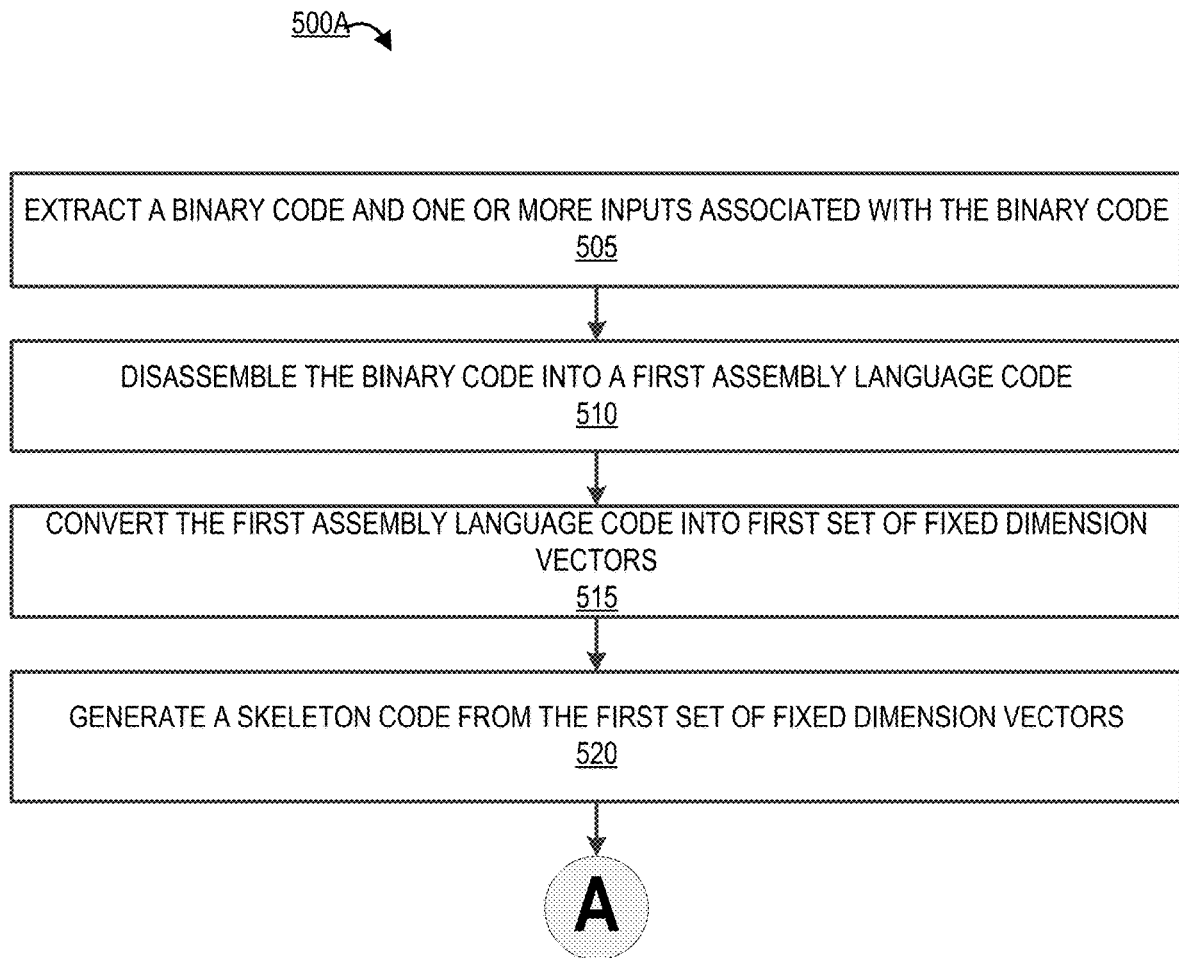 500A
EXTRACT A BINARY CODE AND ONE OR MORE INPUTS ASSOCIATED WITH THE BINARY CODE
505
DISASSEMBLE THE BINARY CODE INTO A FIRST ASSEMBLY LANGUAGE CODE
510
CONVERT THE FIRST ASSEMBLY LANGUAGE CODE INTO FIRST SET OF FIXED DIMENSION
VECTORS
515
GENERATE A SKELETON CODE FROM THE FIRST SET OF FIXED DIMENSION VECTORS
520
A